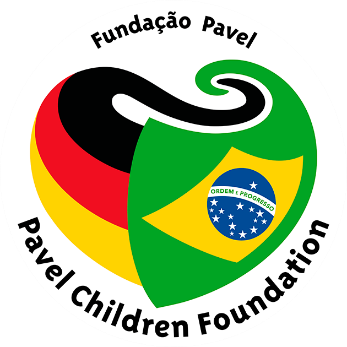 Fundação Pavel
ORDEM E PROGRESSO
Pavel Children Foundation